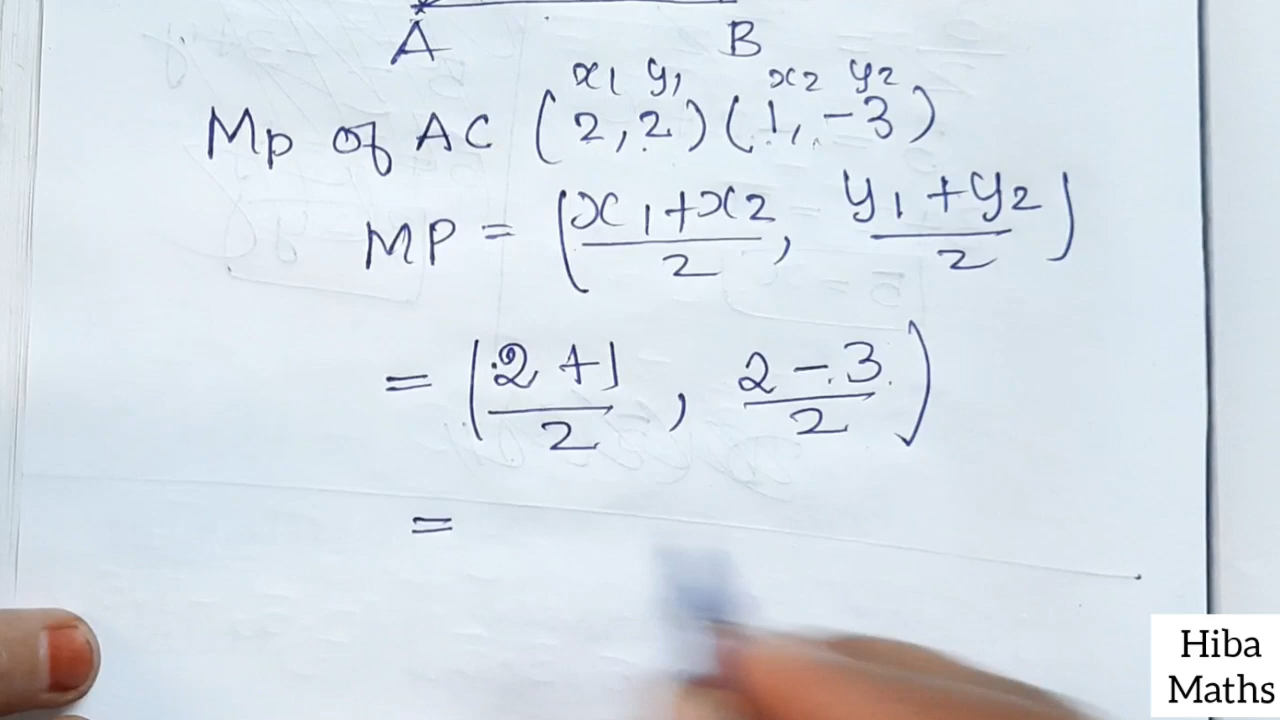 A B
x1 y1 x2 y2
Mp of AC (2,2)(1,-3)
MP = (x1+x2/2, y1+y2/2)
= (2+1/2, 2-3/2)
=
Hiba
Maths